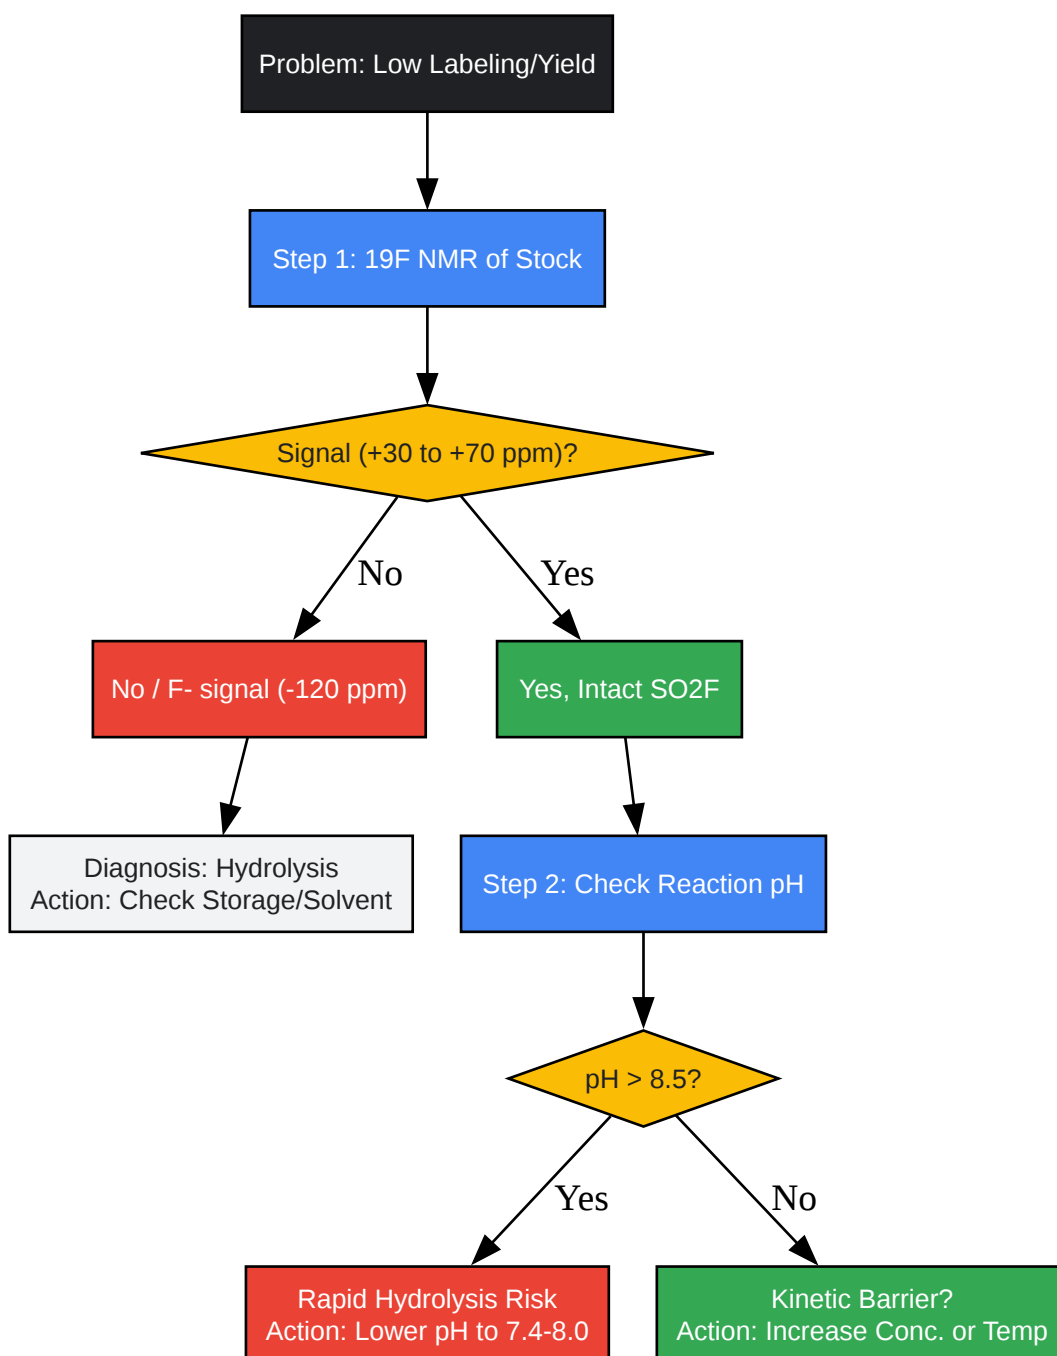 Problem: Low Labeling/Yield
Step 1: 19F NMR of Stock
Signal (+30 to +70 ppm)?
No
Yes
No / F- signal (-120 ppm)
Yes, Intact SO2F
Diagnosis: Hydrolysis
Action: Check Storage/Solvent
Step 2: Check Reaction pH
pH > 8.5?
Yes
No
Rapid Hydrolysis Risk
Action: Lower pH to 7.4-8.0
Kinetic Barrier?
Action: Increase Conc. or Temp